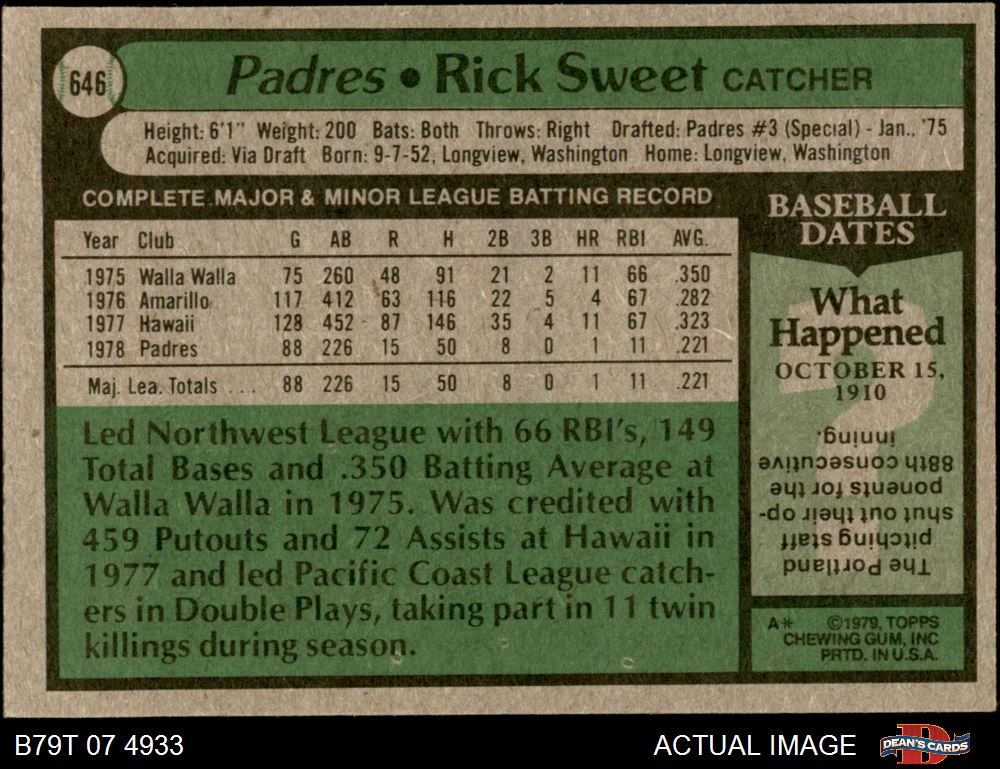 646
Padres • Rick Sweet CATCHER
Height: 6'1" Weight: 200 Bats: Both Throws: Right Drafted: Padres #3 (Special) - Jan., '75
Acquired: Via Draft Born: 9-7-52, Longview, Washington Home: Longview, Washington
COMPLETE MAJOR & MINOR LEAGUE BATTING RECORD
Year Club G AB R H 2B 3B HR RBI AVG.
1975 Walla Walla 75 260 48 91 21 2 11 66 .350
1976 Amarillo 117 412 63 116 22 5 4 67 .282
1977 Hawaii 128 452 87 146 35 4 11 67 .323
1978 Padres 88 226 15 50 8 0 1 11 .221
Maj. Lea. Totals ... 88 226 15 50 8 0 1 11 .221
Led Northwest League with 66 RBI's, 149
Total Bases and .350 Batting Average at
Walla Walla in 1975. Was credited with
459 Putouts and 72 Assists at Hawaii in
1977 and led Pacific Coast League catch-
ers in Double Plays, taking part in 11 twin
killings during season.
BASEBALL
DATES
What
Happened
OCTOBER 15,
1910
The Portland
pitching staff
shut out their op-
ponents for the
88th consecutive
inning.
A* ©1979, TOPPS
CHEWING GUM, INC
PRTD. IN U.S.A.
B79T 07 4933
ACTUAL IMAGE
D
DEAN'S CARDS